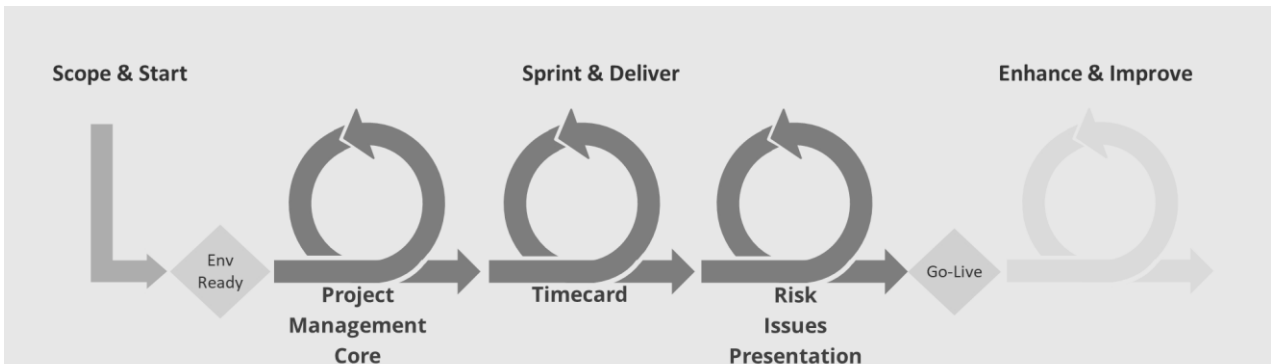 Scope & Start
Sprint & Deliver
Enhance & Improve
Env
Ready
Go-Live
Project
Management
Core
Timecard
Risk
Issues
Presentation